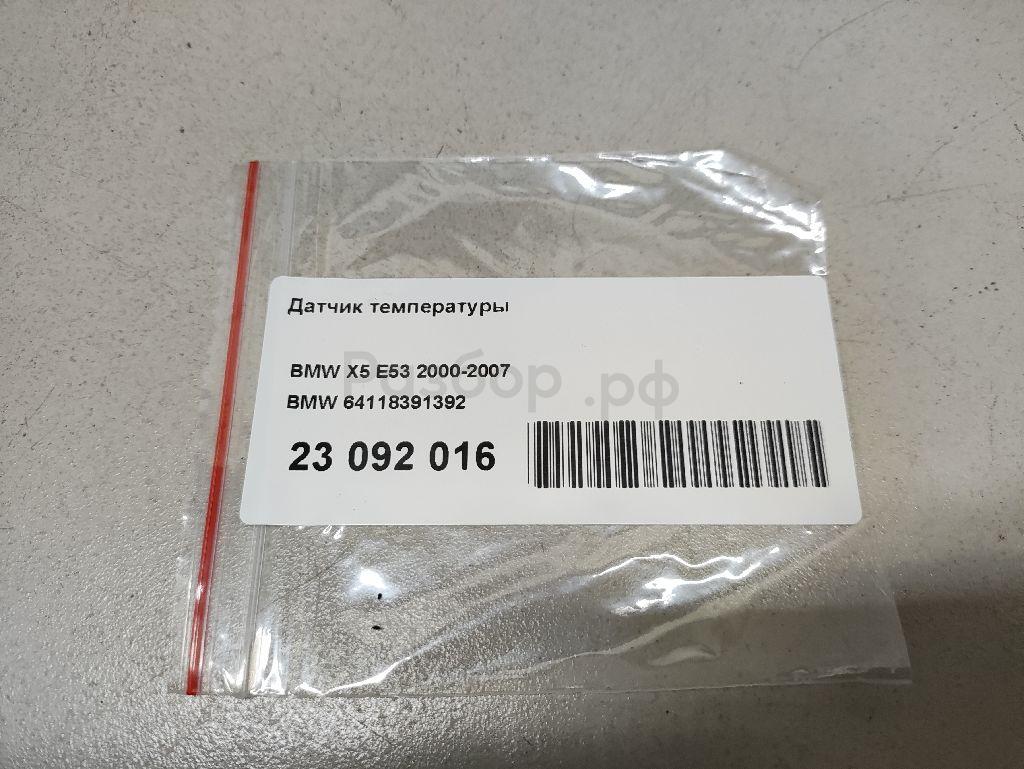 Датчик температуры
BMW X5 E53 2000-2007
Разбор.рф
BMW 64118391392
23 092 016